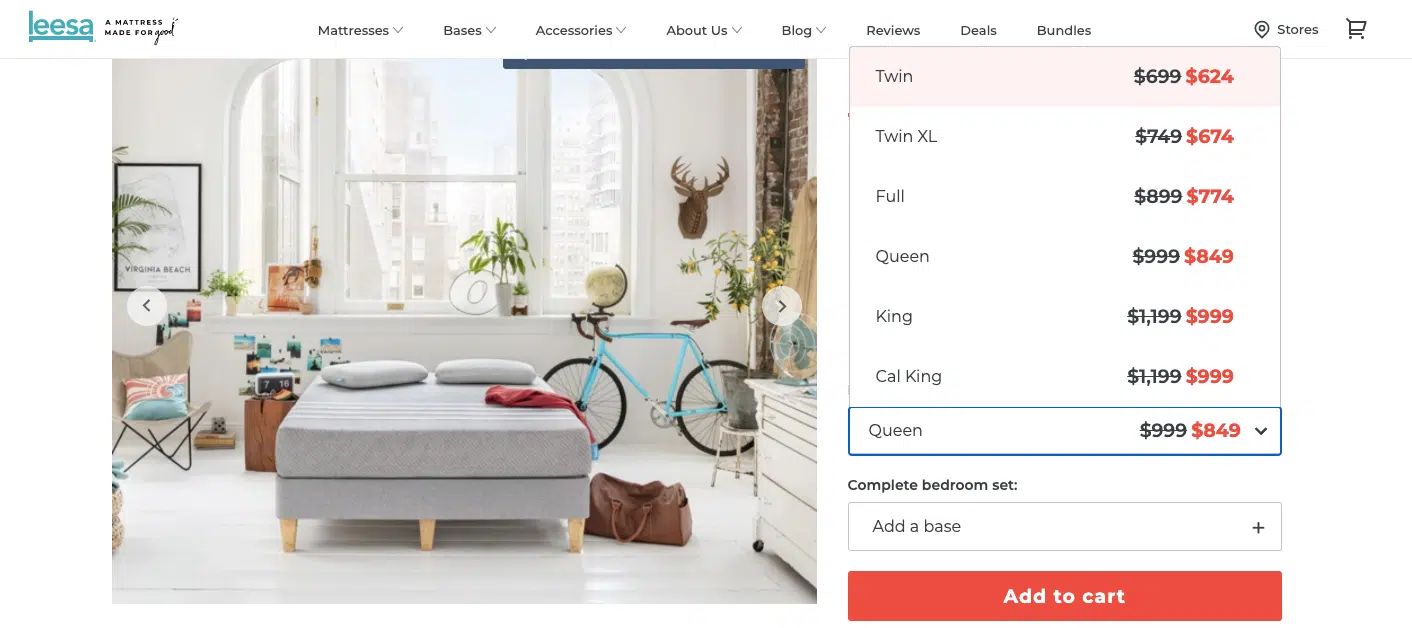 leesa
A MATTRESS
MADE FOR good
Mattresses
Bases
Accessories
About Us
Blog
Reviews
Deals
Bundles
Stores
Twin $699 $624
Twin XL $749 $674
Full $899 $774
Queen $999 $849
King $1,199 $999
Cal King $1,199 $999
Queen $999 $849
Complete bedroom set:
Add a base +
Add to cart
VIRGINIA BEACH
7 16